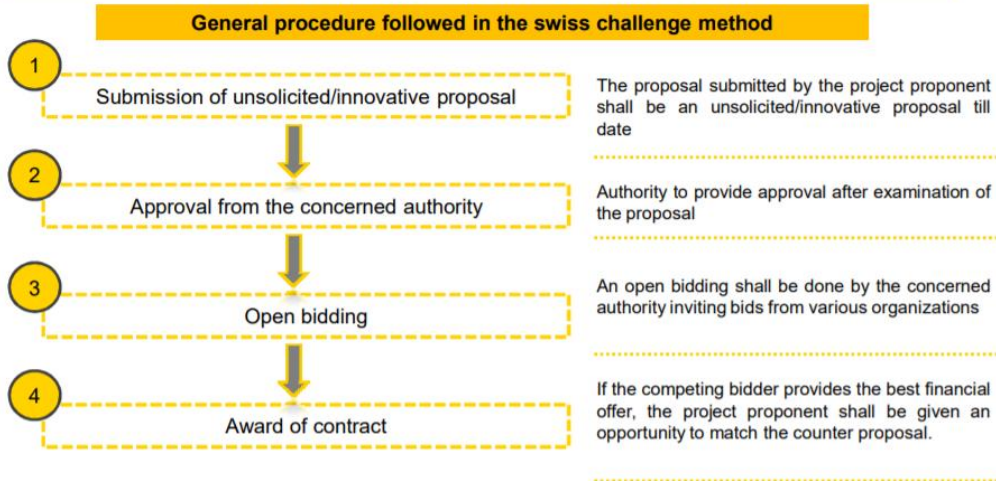 General procedure followed in the swiss challenge method
1
Submission of unsolicited/innovative proposal
The proposal submitted by the project proponent
shall be an unsolicited/innovative proposal till
date
2
Approval from the concerned authority
Authority to provide approval after examination of
the proposal
3
Open bidding
An open bidding shall be done by the concerned
authority inviting bids from various organizations
4
Award of contract
If the competing bidder provides the best financial
offer, the project proponent shall be given an
opportunity to match the counter proposal.